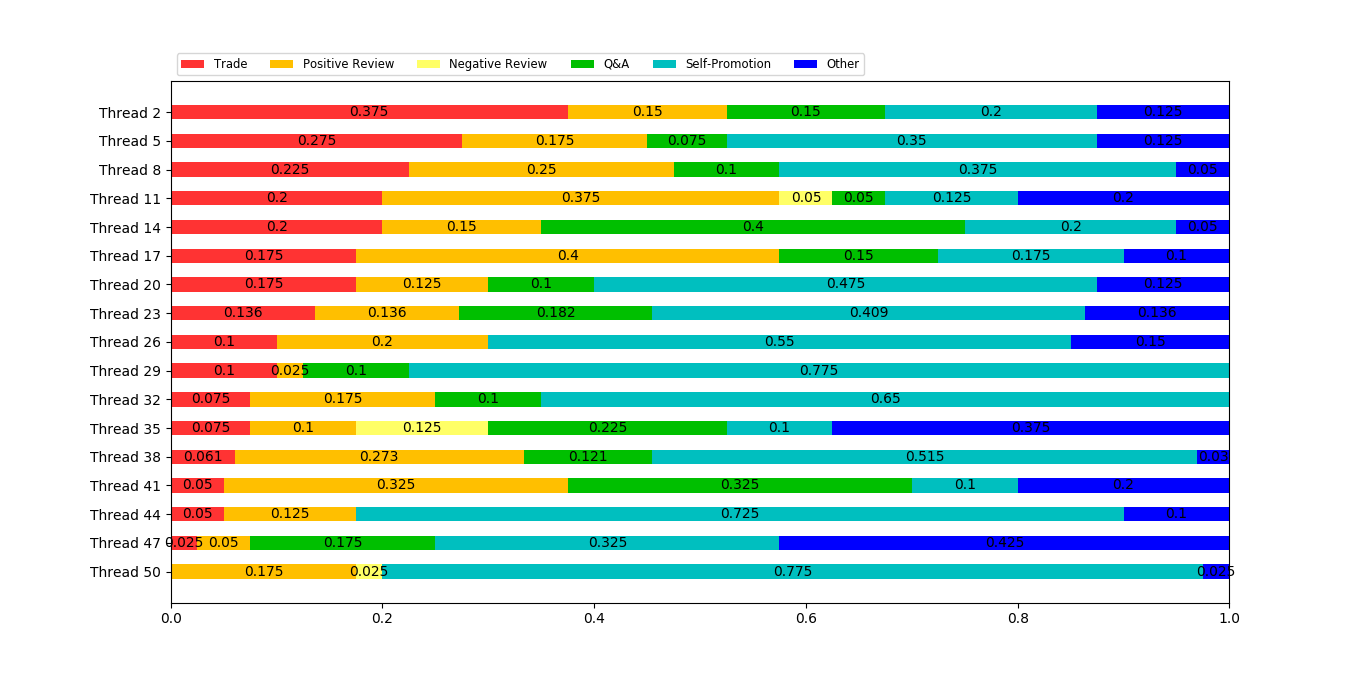 Trade Positive Review Negative Review Q&A Self-Promotion Other
Thread 2 0.375 0.15 0.15 0.2 0.125
Thread 5 0.275 0.175 0.075 0.35 0.125
Thread 8 0.225 0.25 0.1 0.375 0.05
Thread 11 0.2 0.375 0.05 0.05 0.125 0.2
Thread 14 0.2 0.15 0.4 0.2 0.05
Thread 17 0.175 0.4 0.15 0.175 0.1
Thread 20 0.175 0.125 0.1 0.475 0.125
Thread 23 0.136 0.136 0.182 0.409 0.136
Thread 26 0.1 0.2 0.55 0.15
Thread 29 0.1 0.025 0.1 0.775
Thread 32 0.075 0.175 0.1 0.65
Thread 35 0.075 0.1 0.125 0.225 0.1 0.375
Thread 38 0.061 0.273 0.121 0.515 0.03
Thread 41 0.05 0.325 0.325 0.1 0.2
Thread 44 0.05 0.125 0.725 0.1
Thread 47 0.025 0.05 0.175 0.325 0.425
Thread 50 0.175 0.025 0.775 0.025
0.0 0.2 0.4 0.6 0.8 1.0